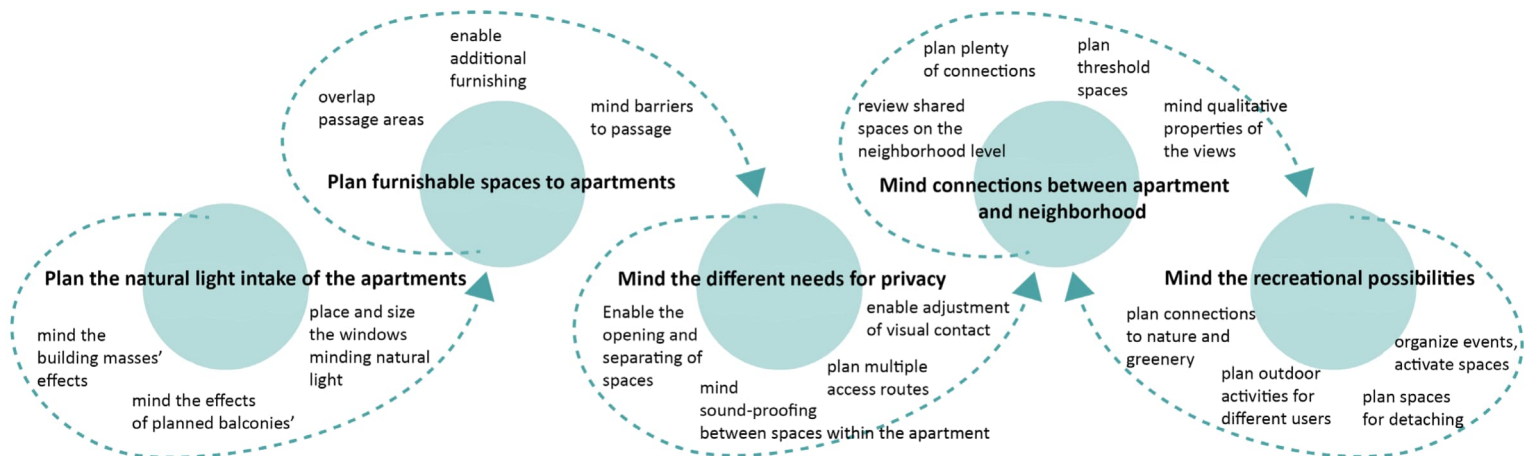 Plan the natural light intake of the apartments
mind the
building masses'
effects
mind the effects
of planned balconies'
place and size
the windows
minding natural
light
Plan furnishable spaces to apartments
overlap
passage areas
enable
additional
furnishing
mind barriers
to passage
Mind the different needs for privacy
Enable the
opening and
separating of
spaces
mind
sound-proofing
between spaces within the apartment
plan multiple
access routes
enable adjustment
of visual contact
Mind connections between apartment
and neighborhood
review shared
spaces on the
neighborhood level
plan plenty
of connections
plan
threshold
spaces
mind qualitative
properties of
the views
Mind the recreational possibilities
plan connections
to nature and
greenery
plan outdoor
activities for
different users
plan spaces
for detaching
organize events,
activate spaces